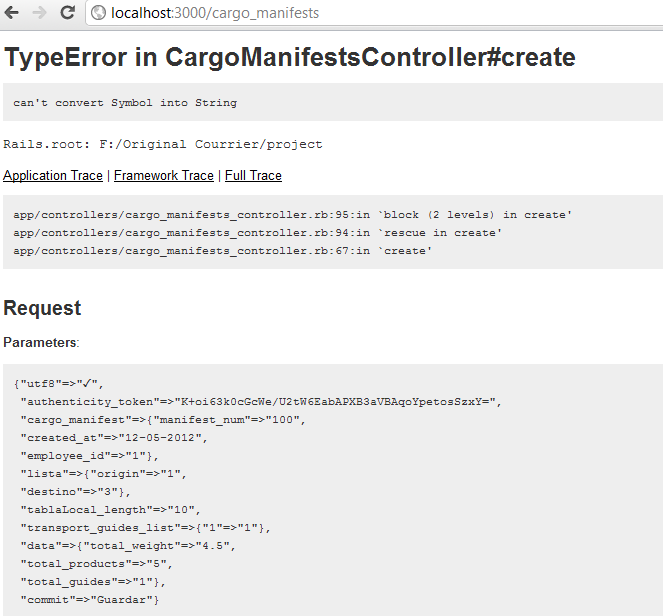 localhost:3000/cargo_manifests
TypeError in CargoManifestsController#create
can't convert Symbol into String
Rails.root: F:/Original Courrier/project
Application Trace | Framework Trace | Full Trace
app/controllers/cargo_manifests_controller.rb:95:in `block (2 levels) in create'
app/controllers/cargo_manifests_controller.rb:94:in `rescue in create'
app/controllers/cargo_manifests_controller.rb:67:in `create'
Request
Parameters:
{"utf8"=>"✓",
"authenticity_token"=>"K+oi63k0cGcWe/U2tW6EabAPXB3aVBAqoYpetosSzxY=",
"cargo_manifest"=>{"manifest_num"=>"100",
"created_at"=>"12-05-2012",
"employee_id"=>"1"},
"lista"=>{"origin"=>"1",
"destino"=>"3"},
"tablaLocal_length"=>"10",
"transport_guides_list"=>{"1"=>"1"},
"data"=>{"total_weight"=>"4.5",
"total_products"=>"5",
"total_guides"=>"1"},
"commit"=>"Guardar"}